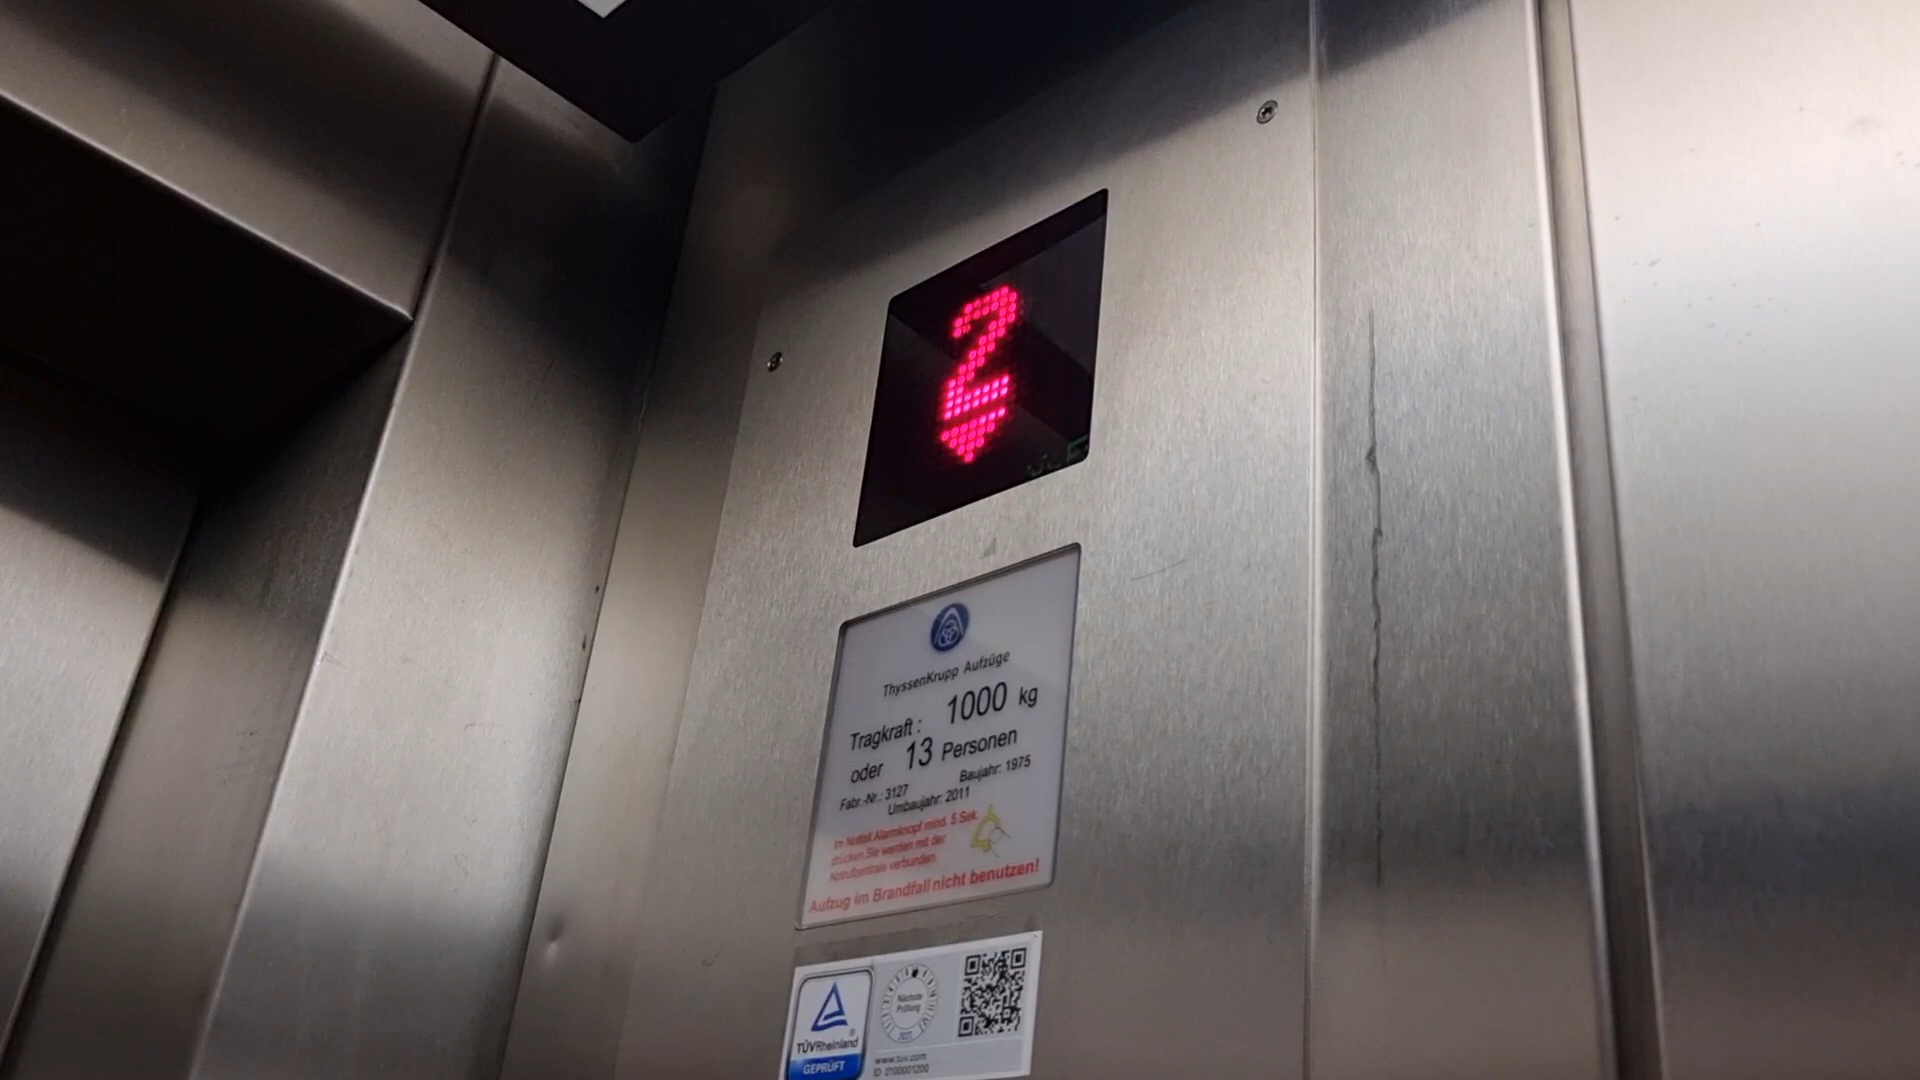 2
ThyssenKrupp Aufzüge
Tragkraft: 1000 kg
oder 13 Personen
Fabr.-Nr.: 3127 Baujahr: 1975
Umbaujahr: 2011
Im Notfall Alarmknopf mind. 5 Sek.
drücken.Sie werden mit der
Notrufzentrale verbunden.
Aufzug im Brandfall nicht benutzen!
TÜVRheinland®
GEPRÜFT
Nächste
Prüfung
www.tuv.com
ID 0100001200